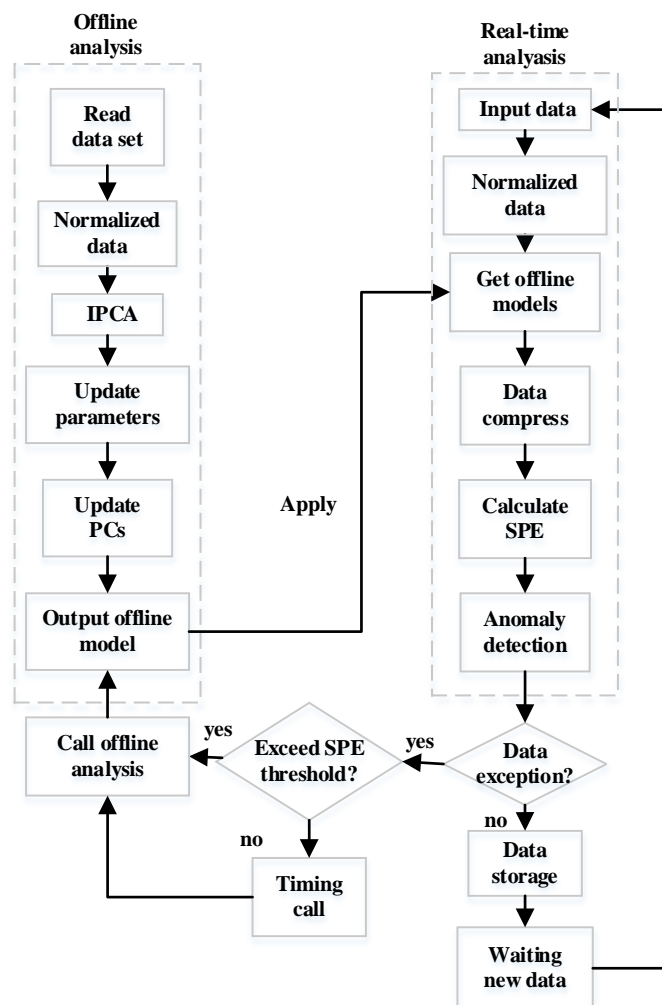 Offline
analysis
Read
data set
Normalized
data
IPCA
Update
parameters
Update
PCs
Output offline
model
Call offline
analysis
Apply
Real-time
analyasis
Input data
Normalized
data
Get offline
models
Data
compress
Calculate
SPE
Anomaly
detection
Data
exception?
yes
Exceed SPE
threshold?
yes
no
Timing
call
no
Data
storage
Waiting
new data